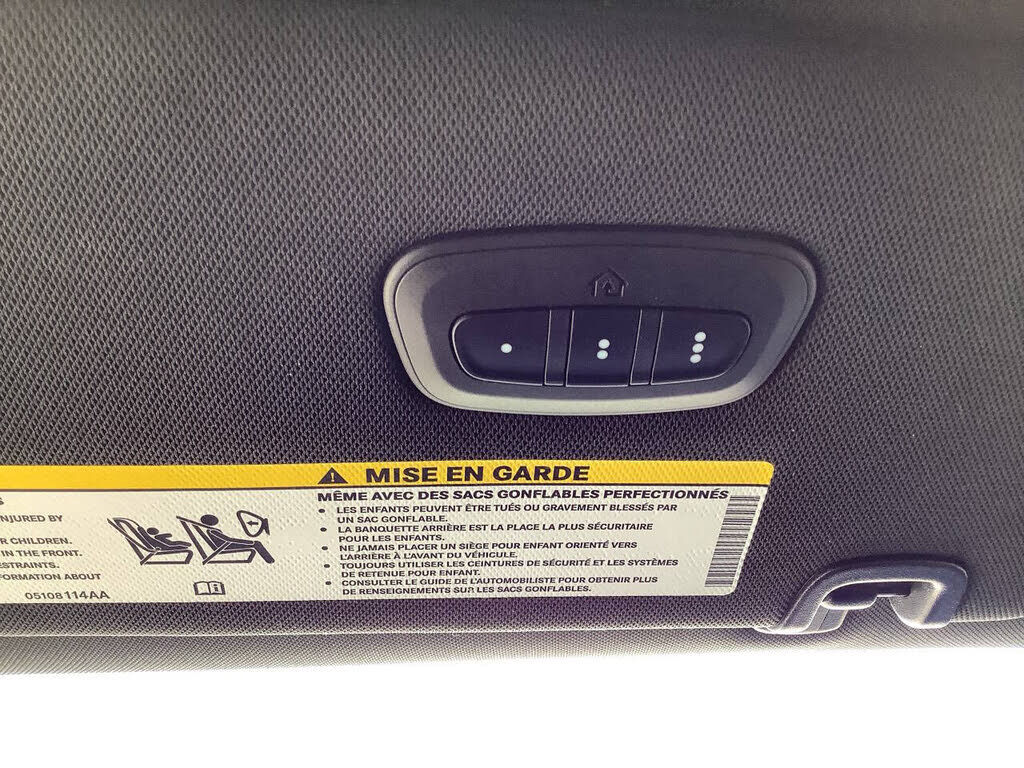 MISE EN GARDE
NJURED BY
CHILDREN.
IN THE FRONT.
ESTRAINTS.
FORMATION ABOUT
05108114AA
MÊME AVEC DES SACS GONFLABLES PERFECTIONNÉS
• LES ENFANTS PEUVENT ÊTRE TUÉS OU GRAVEMENT BLESSÉS PAR
UN SAC GONFLABLE.
• LA BANQUETTE ARRIÈRE EST LA PLACE LA PLUS SÉCURITAIRE
POUR LES ENFANTS.
• NE JAMAIS PLACER UN SIÈGE POUR ENFANT ORIENTÉ VERS
L'ARRIÈRE À L'AVANT DU VÉHICULE.
• TOUJOURS UTILISER LES CEINTURES DE SÉCURITÉ ET LES SYSTÈMES
DE RETENUE POUR ENFANT.
• CONSULTER LE GUIDE DE L'AUTOMOBILISTE POUR OBTENIR PLUS
DE RENSEIGNEMENTS SUR LES SACS GONFLABLES.